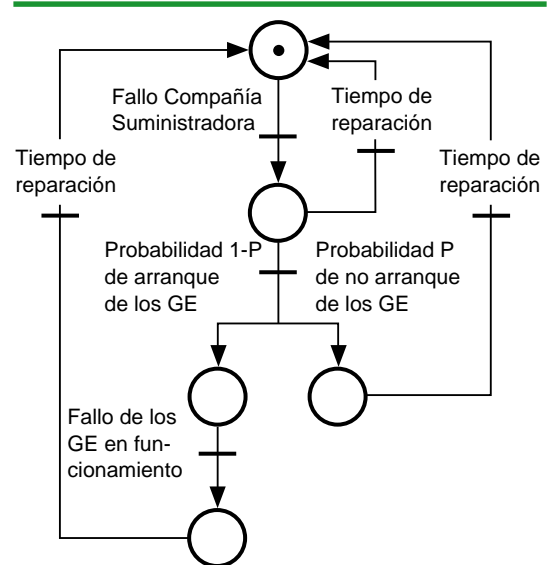 Fallo Compañía
Suministradora
Tiempo de
reparación
Tiempo de
reparación
Tiempo de
reparación
Probabilidad 1-P
de arranque
de los GE
Probabilidad P
de no arranque
de los GE
Fallo de los
GE en fun-
cionamiento